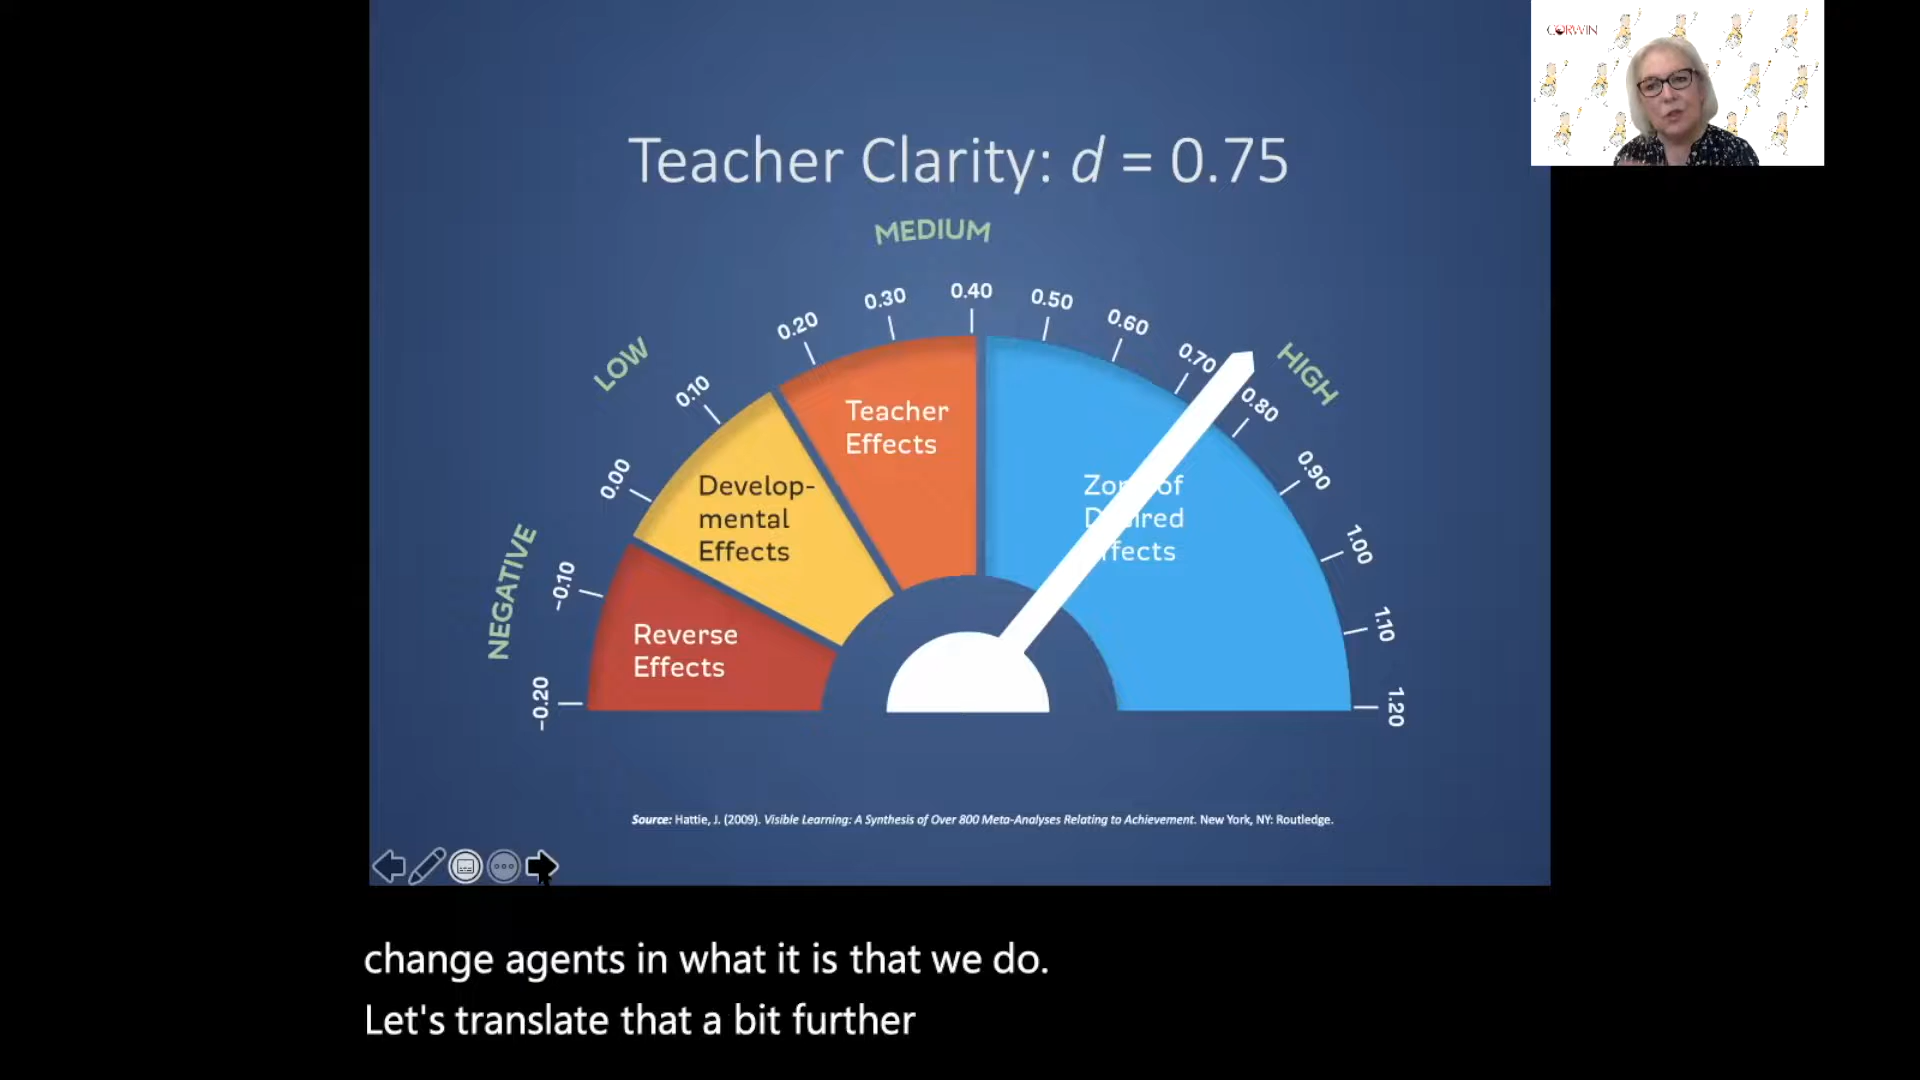 CORWIN
Teacher Clarity: d = 0.75
MEDIUM
LOW
HIGH
NEGATIVE
-0.20
-0.10
0.00
0.10
0.20
0.30
0.40
0.50
0.60
0.70
0.80
0.90
1.00
1.10
1.20
Reverse
Effects
Develop-
mental
Effects
Teacher
Effects
Zone of
Desired
Effects
Source: Hattie, J. (2009). Visible Learning: A Synthesis of Over 800 Meta-Analyses Relating to Achievement. New York, NY: Routledge.
change agents in what it is that we do.
Let's translate that a bit further